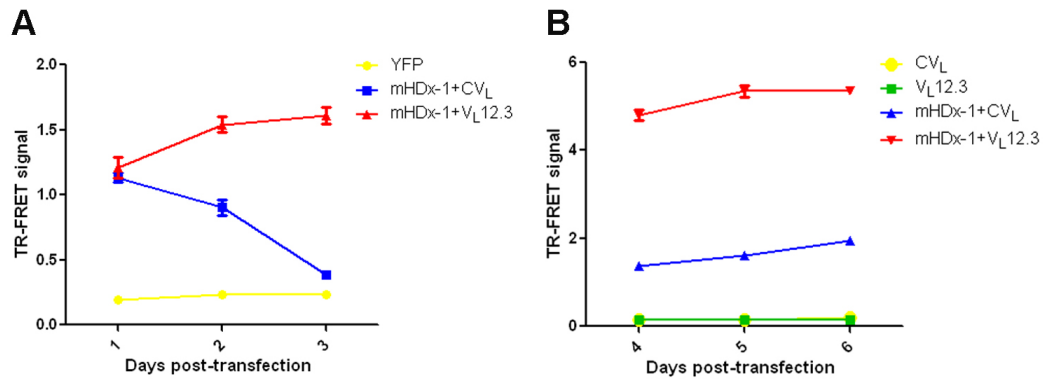 A
2.0
1.5
1.0
0.5
0.0
TR-FRET signal
1 2 3
Days post-transfection
YFP
mHDx-1+CVL
mHDx-1+VL12.3
B
6
4
2
0
TR-FRET signal
4 5 6
Days post-transfection
CVL
VL12.3
mHDx-1+CVL
mHDx-1+VL12.3